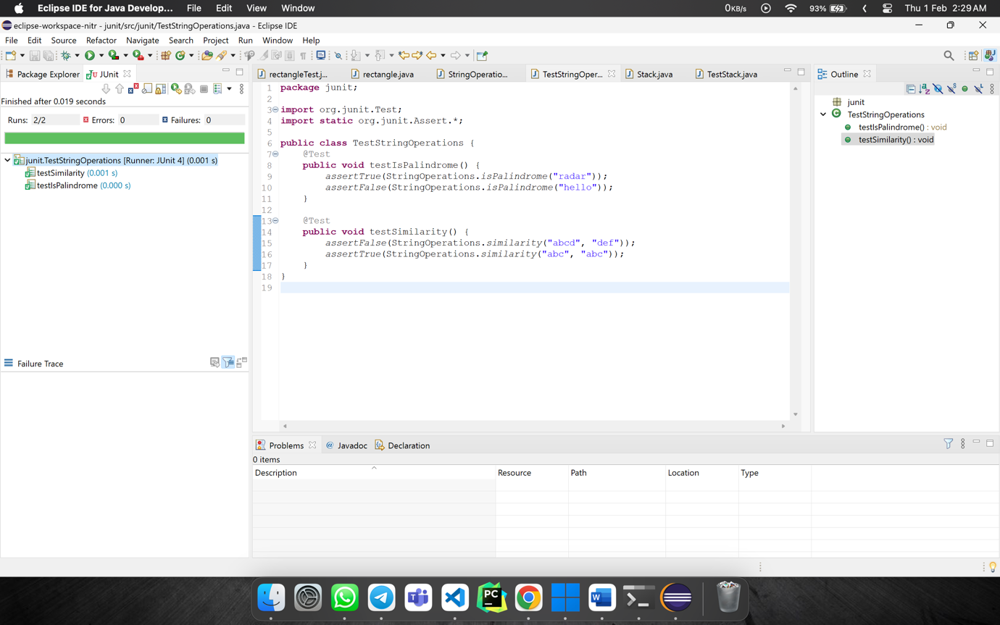 Eclipse IDE for Java Develop... File Edit View Window 0KB/s 93% Thu 1 Feb 2:29 AM
eclipse-workspace-nitr - junit/src/junit/TestStringOperations.java - Eclipse IDE
File Edit Source Refactor Navigate Search Project Run Window Help
Package Explorer JUnit
Finished after 0.019 seconds
Runs: 2/2 Errors: 0 Failures: 0
junit.TestStringOperations [Runner: JUnit 4] (0.001 s)
testSimilarity (0.001 s)
testIsPalindrome (0.000 s)
Failure Trace
rectangleTest.j... rectangle.java StringOperatio... TestStringOper... Stack.java TestStack.java
1 package junit;
2
3 import org.junit.Test;
4 import static org.junit.Assert.*;
5
6 public class TestStringOperations {
7 @Test
8 public void testIsPalindrome() {
9 assertTrue(StringOperations.isPalindrome("radar"));
10 assertFalse(StringOperations.isPalindrome("hello"));
11 }
12
13 @Test
14 public void testSimilarity() {
15 assertFalse(StringOperations.similarity("abcd", "def"));
16 assertTrue(StringOperations.similarity("abc", "abc"));
17 }
18 }
19
Outline
junit
TestStringOperations
testIsPalindrome() : void
testSimilarity() : void
Problems @ Javadoc Declaration
0 items
Description Resource Path Location Type
PC
W